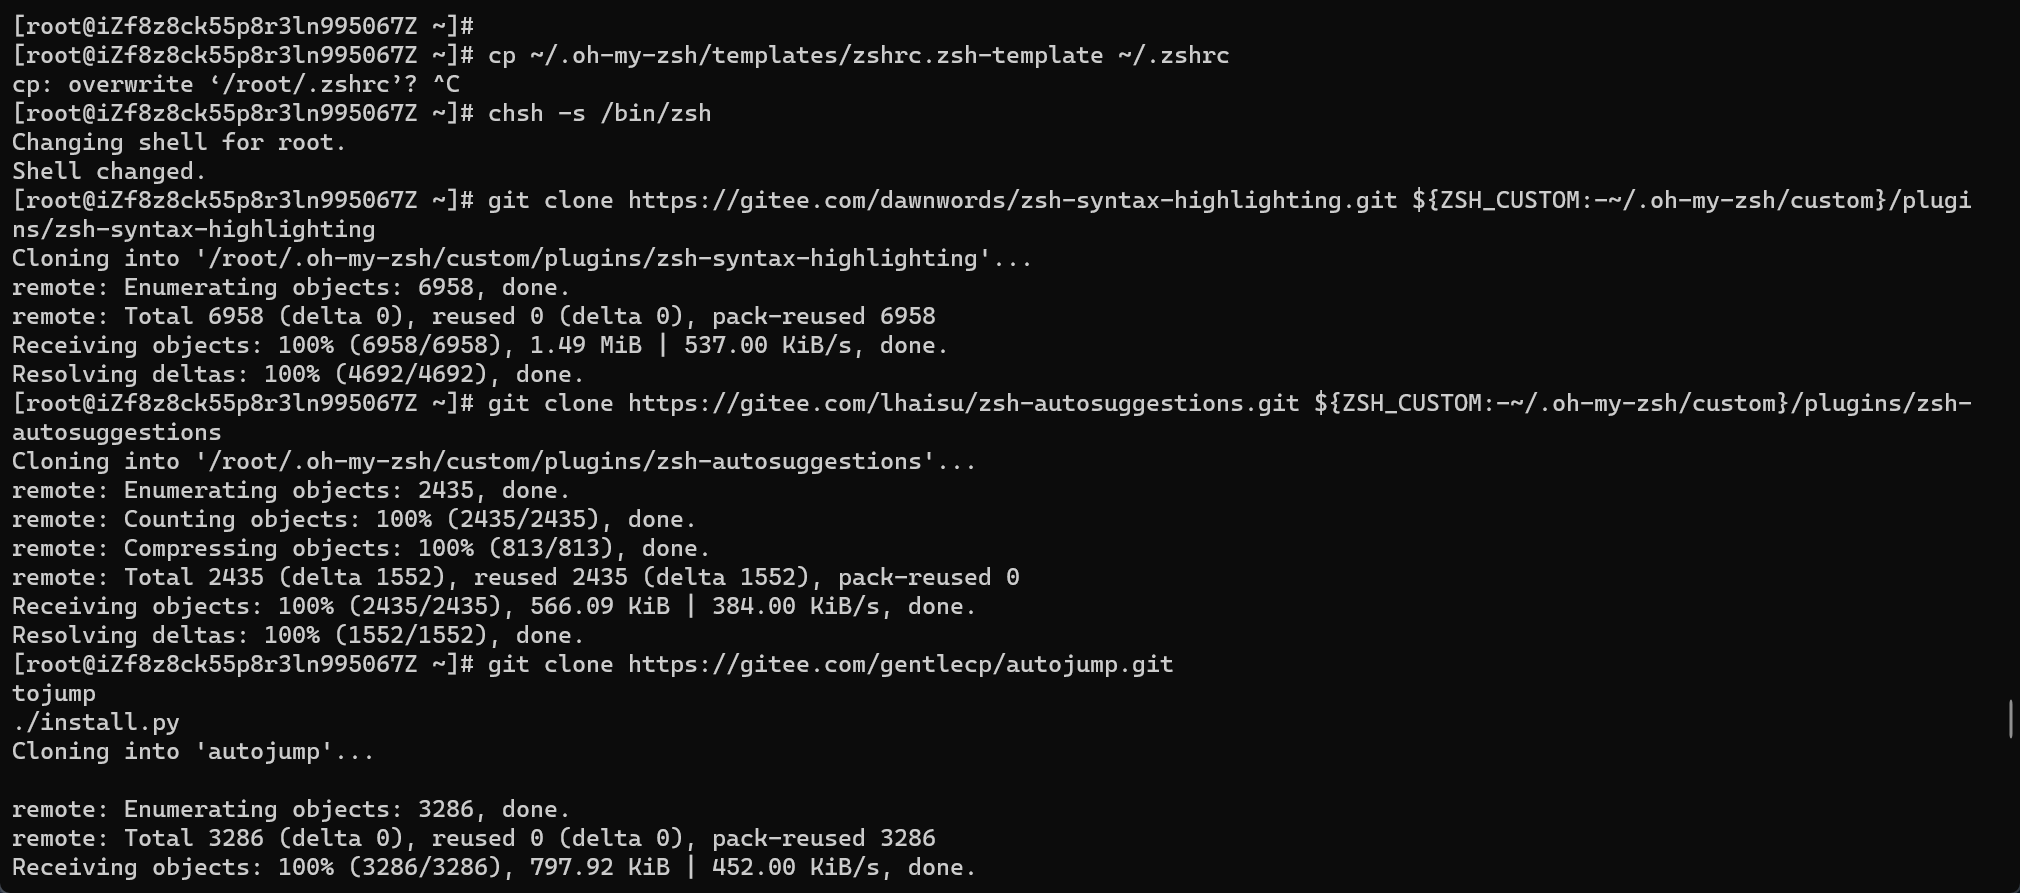 [root@iZf8z8ck55p8r3ln995067Z ~]#
[root@iZf8z8ck55p8r3ln995067Z ~]# cp ~/.oh-my-zsh/templates/zshrc.zsh-template ~/.zshrc
cp: overwrite ‘/root/.zshrc’? ^C
[root@iZf8z8ck55p8r3ln995067Z ~]# chsh -s /bin/zsh
Changing shell for root.
Shell changed.
[root@iZf8z8ck55p8r3ln995067Z ~]# git clone https://gitee.com/dawnwords/zsh-syntax-highlighting.git ${ZSH_CUSTOM:-~/.oh-my-zsh/custom}/plugi
ns/zsh-syntax-highlighting
Cloning into '/root/.oh-my-zsh/custom/plugins/zsh-syntax-highlighting'...
remote: Enumerating objects: 6958, done.
remote: Total 6958 (delta 0), reused 0 (delta 0), pack-reused 6958
Receiving objects: 100% (6958/6958), 1.49 MiB | 537.00 KiB/s, done.
Resolving deltas: 100% (4692/4692), done.
[root@iZf8z8ck55p8r3ln995067Z ~]# git clone https://gitee.com/lhaisu/zsh-autosuggestions.git ${ZSH_CUSTOM:-~/.oh-my-zsh/custom}/plugins/zsh-
autosuggestions
Cloning into '/root/.oh-my-zsh/custom/plugins/zsh-autosuggestions'...
remote: Enumerating objects: 2435, done.
remote: Counting objects: 100% (2435/2435), done.
remote: Compressing objects: 100% (813/813), done.
remote: Total 2435 (delta 1552), reused 2435 (delta 1552), pack-reused 0
Receiving objects: 100% (2435/2435), 566.09 KiB | 384.00 KiB/s, done.
Resolving deltas: 100% (1552/1552), done.
[root@iZf8z8ck55p8r3ln995067Z ~]# git clone https://gitee.com/gentlecp/autojump.git
tojump
./install.py
Cloning into 'autojump'...
remote: Enumerating objects: 3286, done.
remote: Total 3286 (delta 0), reused 0 (delta 0), pack-reused 3286
Receiving objects: 100% (3286/3286), 797.92 KiB | 452.00 KiB/s, done.